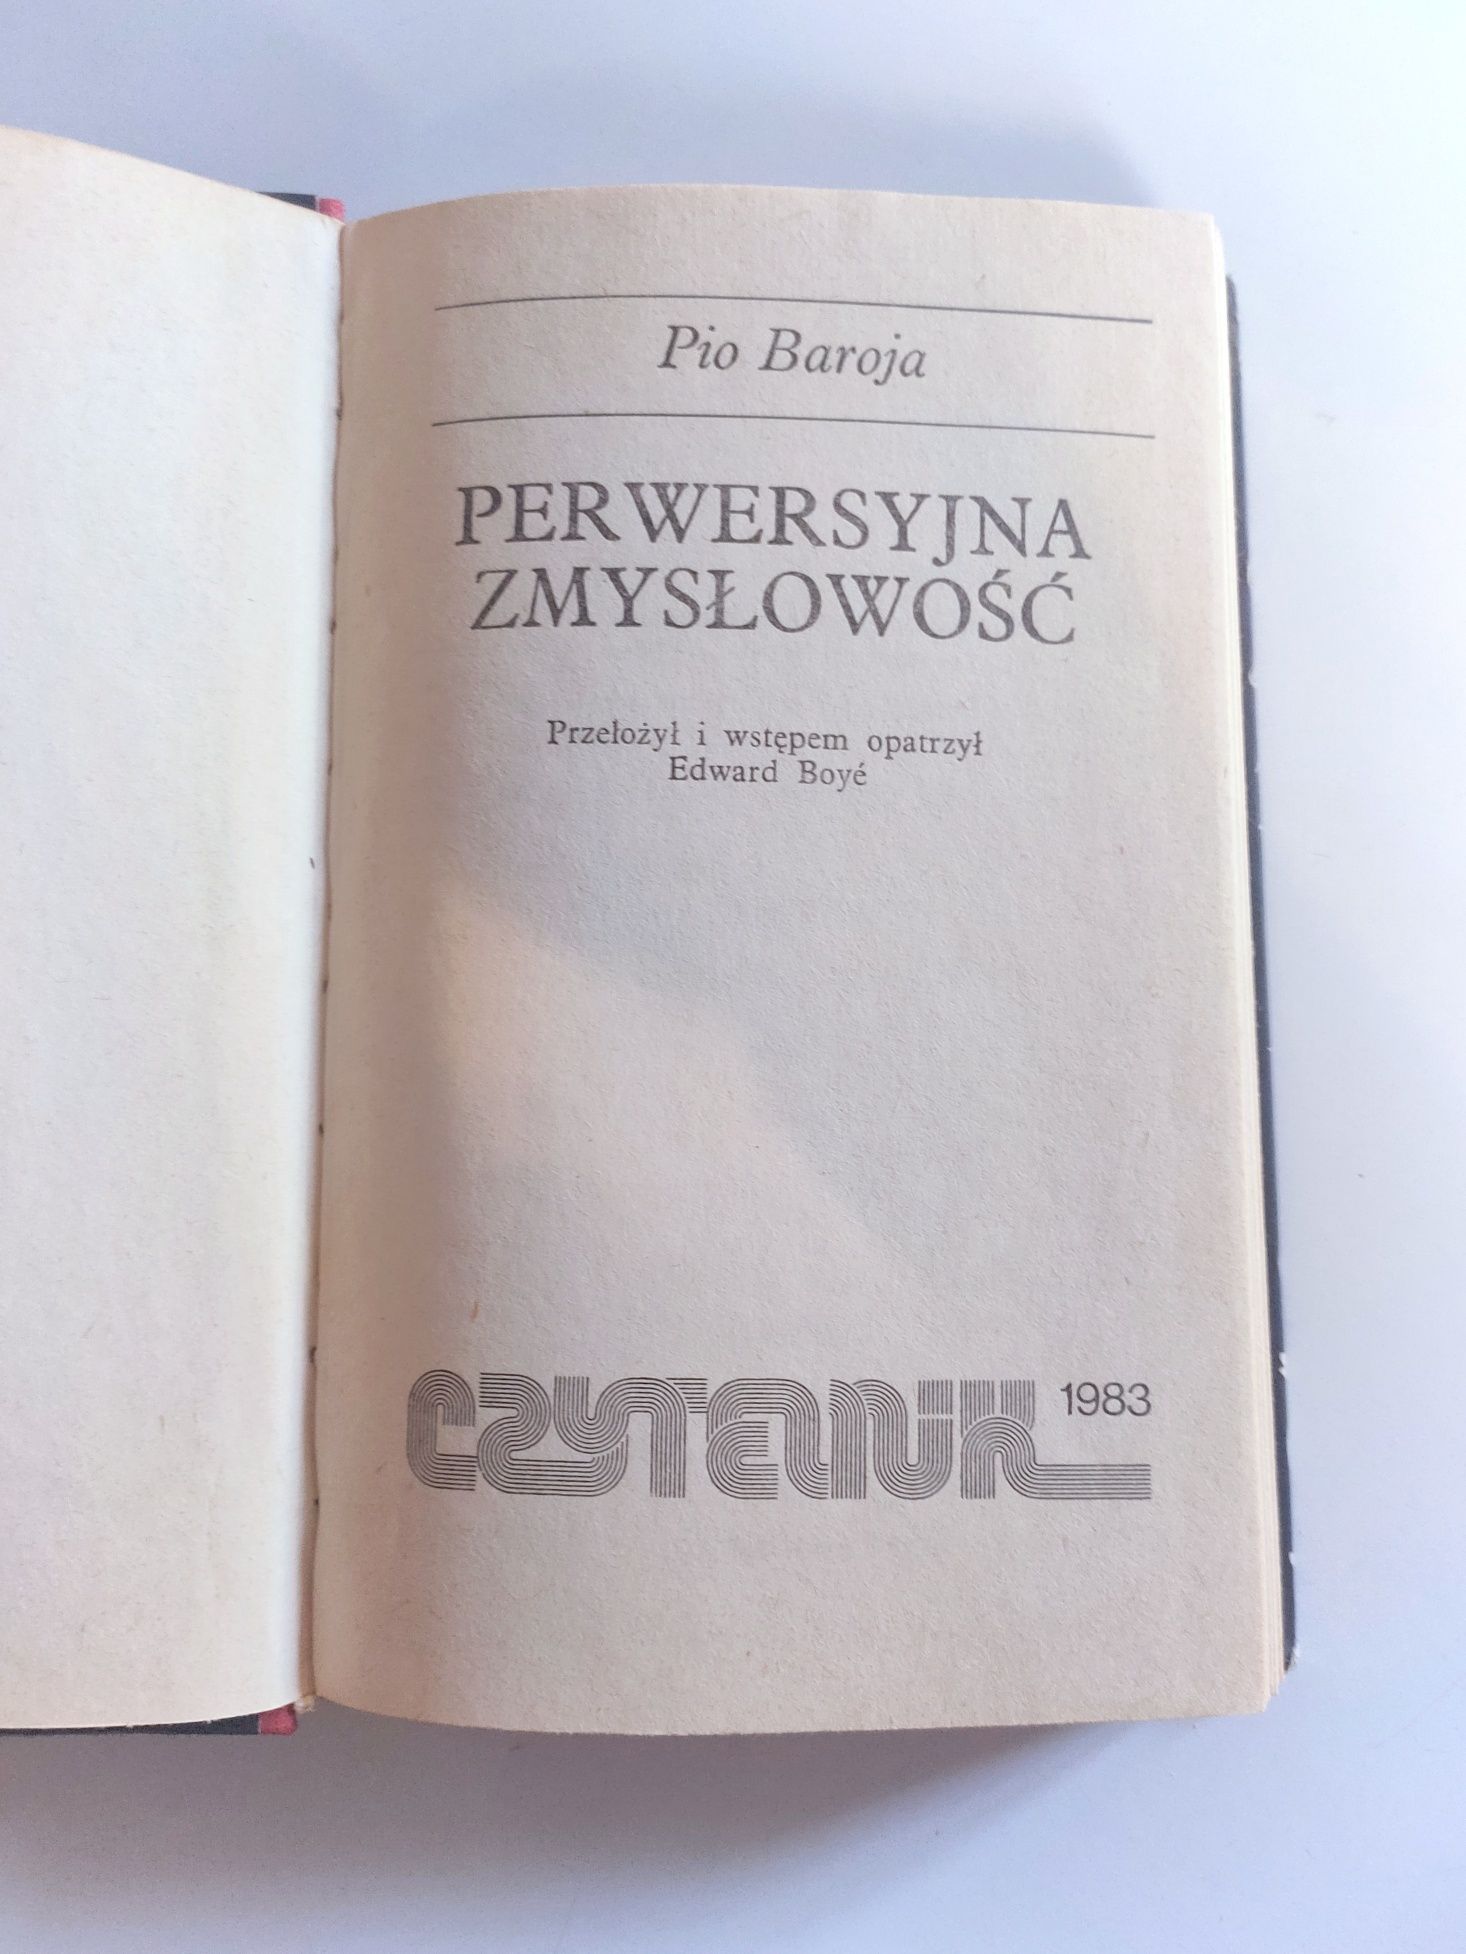 Pio Baroja
PERWERSYJNA
ZMYSŁOWOŚĆ
Przełożył i wstępem opatrzył
Edward Boyé
CZYTELNIK 1983